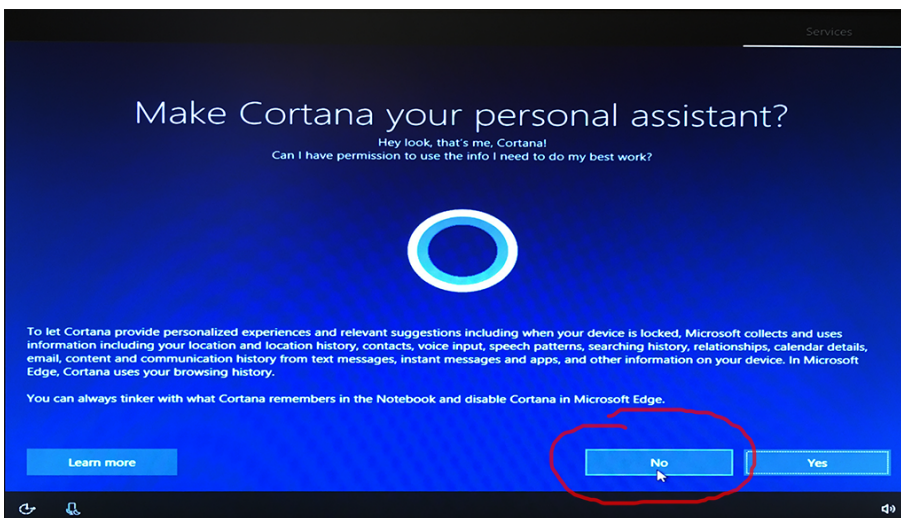 Services
Make Cortana your personal assistant?
Hey look, that's me, Cortana!
Can I have permission to use the info I need to do my best work?
To let Cortana provide personalized experiences and relevant suggestions including when your device is locked, Microsoft collects and uses
information including your location and location history, contacts, voice input, speech patterns, searching history, relationships, calendar details,
email, content and communication history from text messages, instant messages and apps, and other information on your device. In Microsoft
Edge, Cortana uses your browsing history.
You can always tinker with what Cortana remembers in the Notebook and disable Cortana in Microsoft Edge.
Learn more
No
Yes